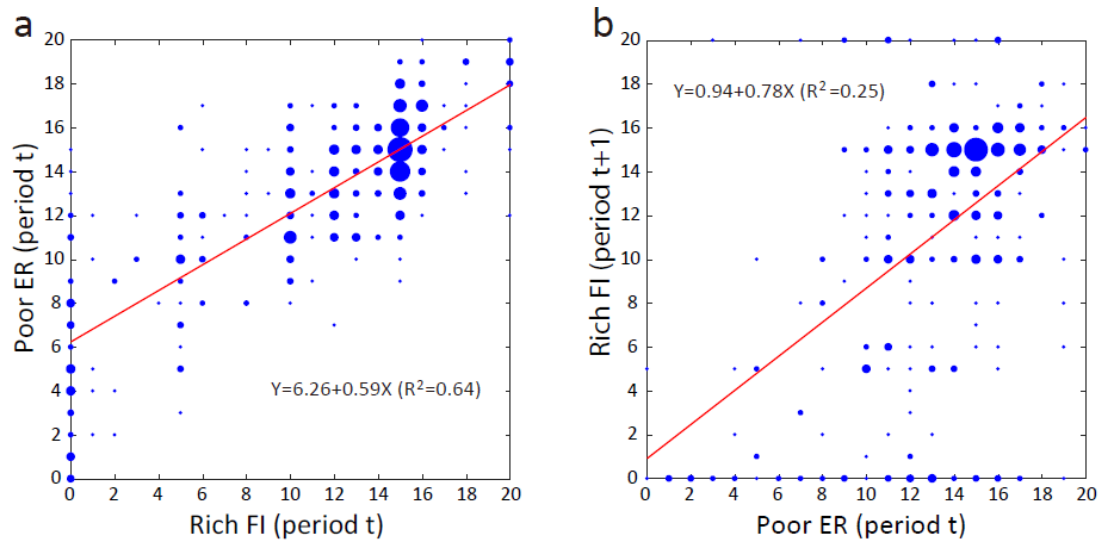 a
20
18
16
14
12
10
8
6
4
2
0
0 2 4 6 8 10 12 14 16 18 20
Poor ER (period t)
Rich FI (period t)
Y=6.26+0.59X (R²=0.64)
b
20
18
16
14
12
10
8
6
4
2
0
0 2 4 6 8 10 12 14 16 18 20
Rich FI (period t+1)
Poor ER (period t)
Y=0.94+0.78X (R²=0.25)